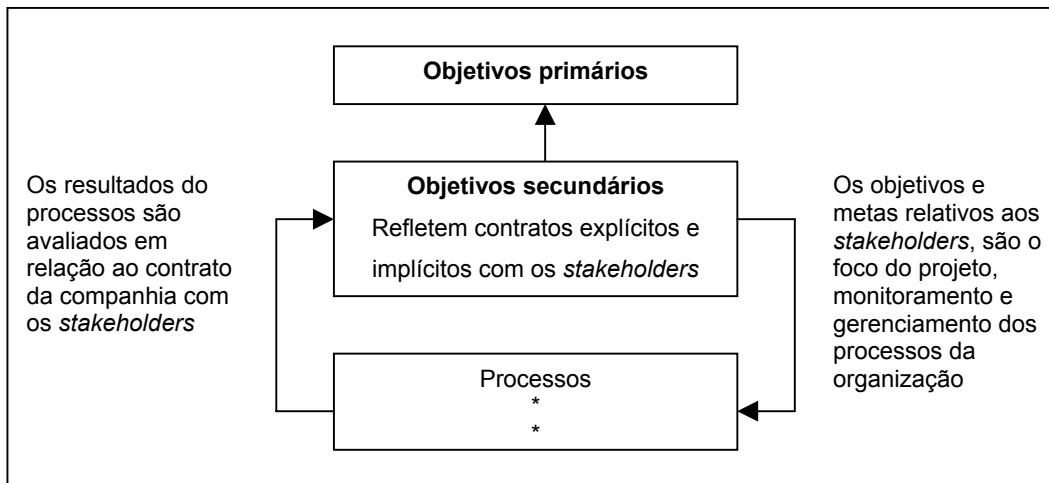 Objetivos primários
Objetivos secundários
Refletem contratos explícitos e
implícitos com os stakeholders
Os resultados do
processos são
avaliados em
relação ao contrato
da companhia com
os stakeholders
Os objetivos e
metas relativos aos
stakeholders, são o
foco do projeto,
monitoramento e
gerenciamento dos
processos da
organização
Processos
*
*